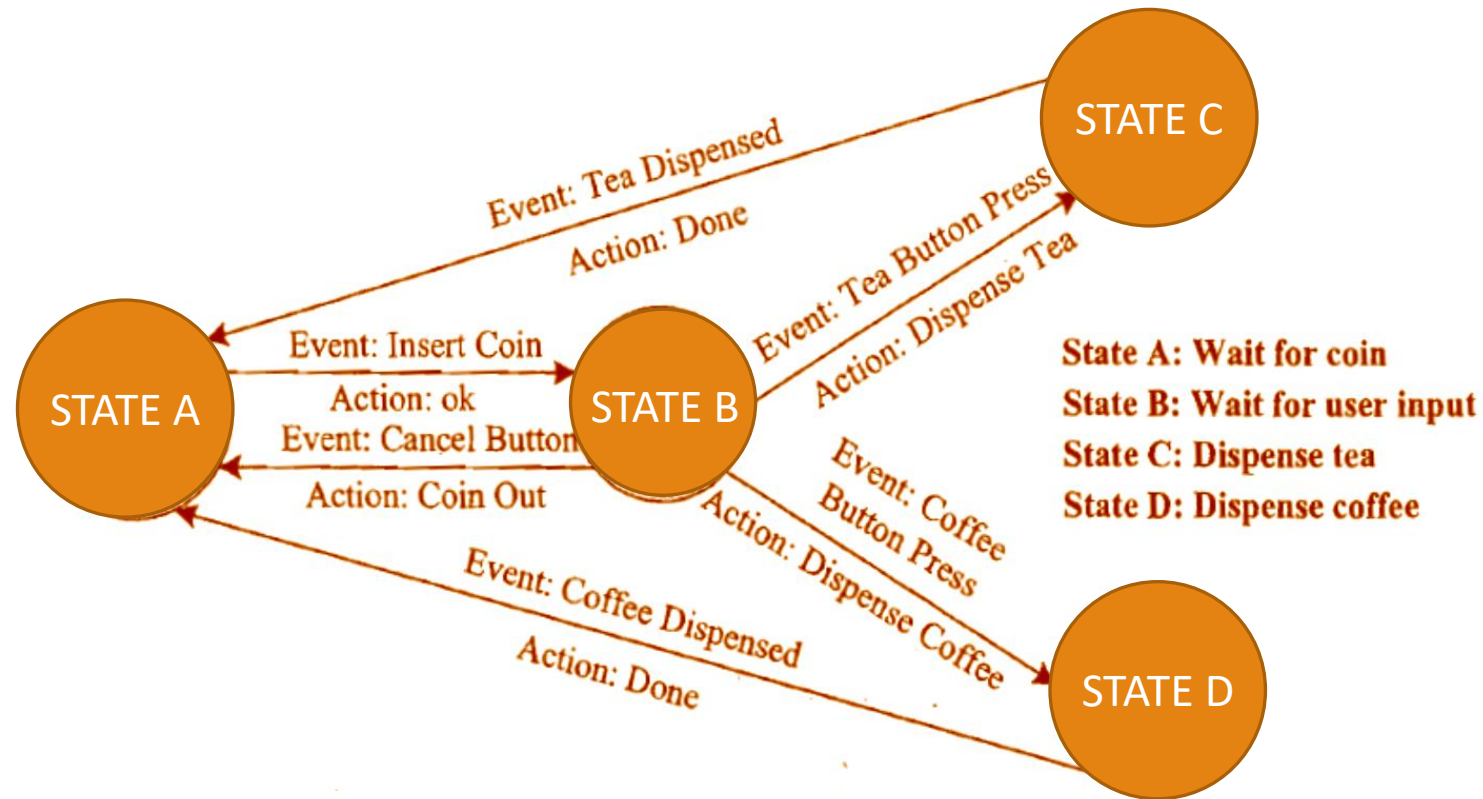 STATE C
Event: Tea Dispensed
Action: Done
Event: Tea Button Press
Action: Dispense Tea
STATE A
Event: Insert Coin
Action: ok
Event: Cancel Button
Action: Coin Out
STATE B
State A: Wait for coin
State B: Wait for user input
State C: Dispense tea
State D: Dispense coffee
Event: Coffee
Button Press
Action: Dispense Coffee
Event: Coffee Dispensed
Action: Done
STATE D